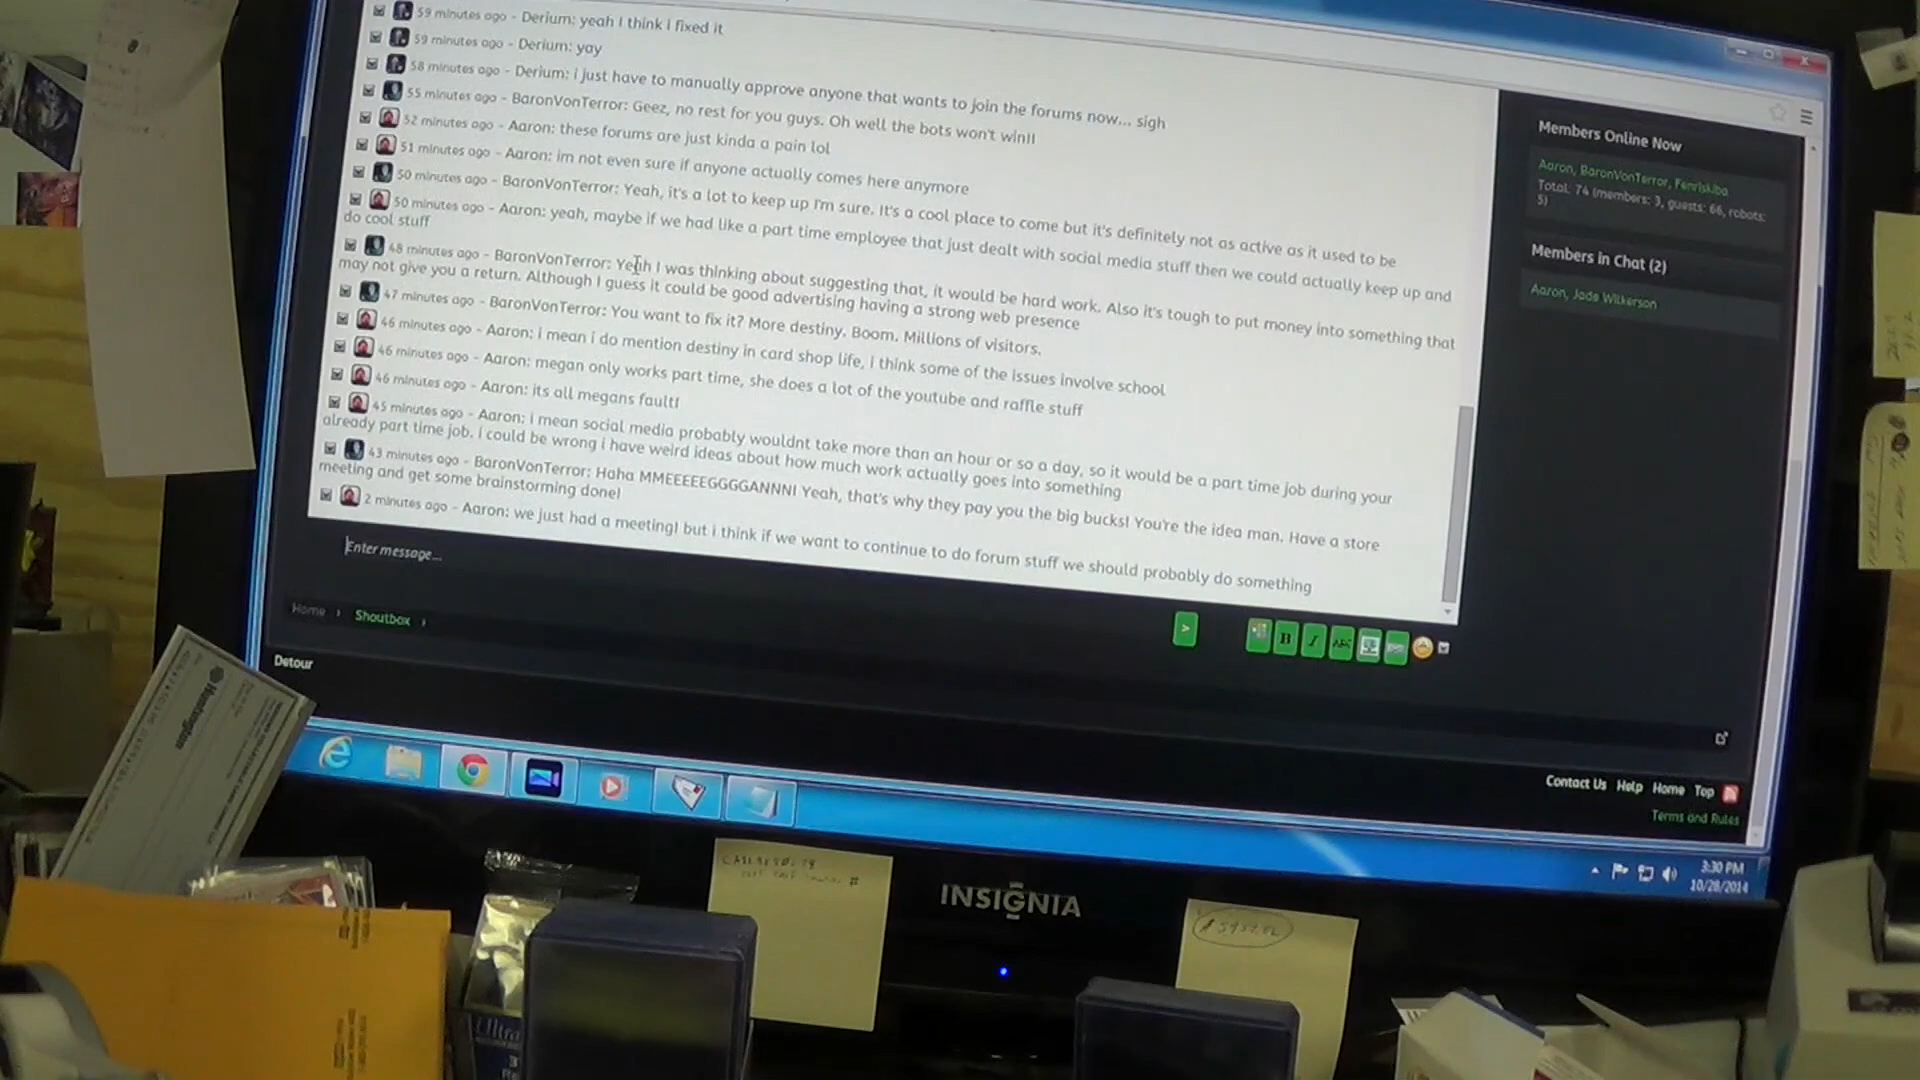 59 minutes ago - Derium: yeah I think i fixed it
59 minutes ago - Derium: yay
58 minutes ago - Derium: i just have to manually approve anyone that wants to join the forums now... sigh
55 minutes ago - BaronVonTerror: Geez, no rest for you guys. Oh well the bots won't win!!
52 minutes ago - Aaron: these forums are just kinda a pain lol
51 minutes ago - Aaron: im not even sure if anyone actually comes here anymore
50 minutes ago - BaronVonTerror: Yeah, it's a lot to keep up I'm sure. It's a cool place to come but it's definitely not as active as it used to be
50 minutes ago - Aaron: yeah, maybe if we had like a part time employee that just dealt with social media stuff then we could actually keep up and
do cool stuff
48 minutes ago - BaronVonTerror: Yeah I was thinking about suggesting that, it would be hard work. Also it's tough to put money into something that
may not give you a return. Although I guess it could be good advertising having a strong web presence
47 minutes ago - BaronVonTerror: You want to fix it? More destiny. Boom. Millions of visitors.
46 minutes ago - Aaron: i mean i do mention destiny in card shop life, i think some of the issues involve school
46 minutes ago - Aaron: megan only works part time, she does a lot of the youtube and raffle stuff
46 minutes ago - Aaron: its all megans fault!
45 minutes ago - Aaron: i mean social media probably wouldnt take more than an hour or so a day, so it would be a part time job during your
already part time job. i could be wrong i have weird ideas about how much work actually goes into something
43 minutes ago - BaronVonTerror: Haha MMEEEEEGGGGANNN! Yeah, that's why they pay you the big bucks! You're the idea man. Have a store
meeting and get some brainstorming done!
2 minutes ago - Aaron: we just had a meeting! but i think if we want to continue to do forum stuff we should probably do something
Enter message...
Members Online Now
Aaron, BaronVonTerror, Fenriskiba
Total: 74 (members: 3, guests: 66, robots:
5)
Members in Chat (2)
Aaron, Jade Wilkerson
Home
Shoutbox
B I ABC
Detour
Contact Us Help Home Top
Terms and Rules
3:30 PM
10/28/2014
INSIGNIA
Huntington
Ultra